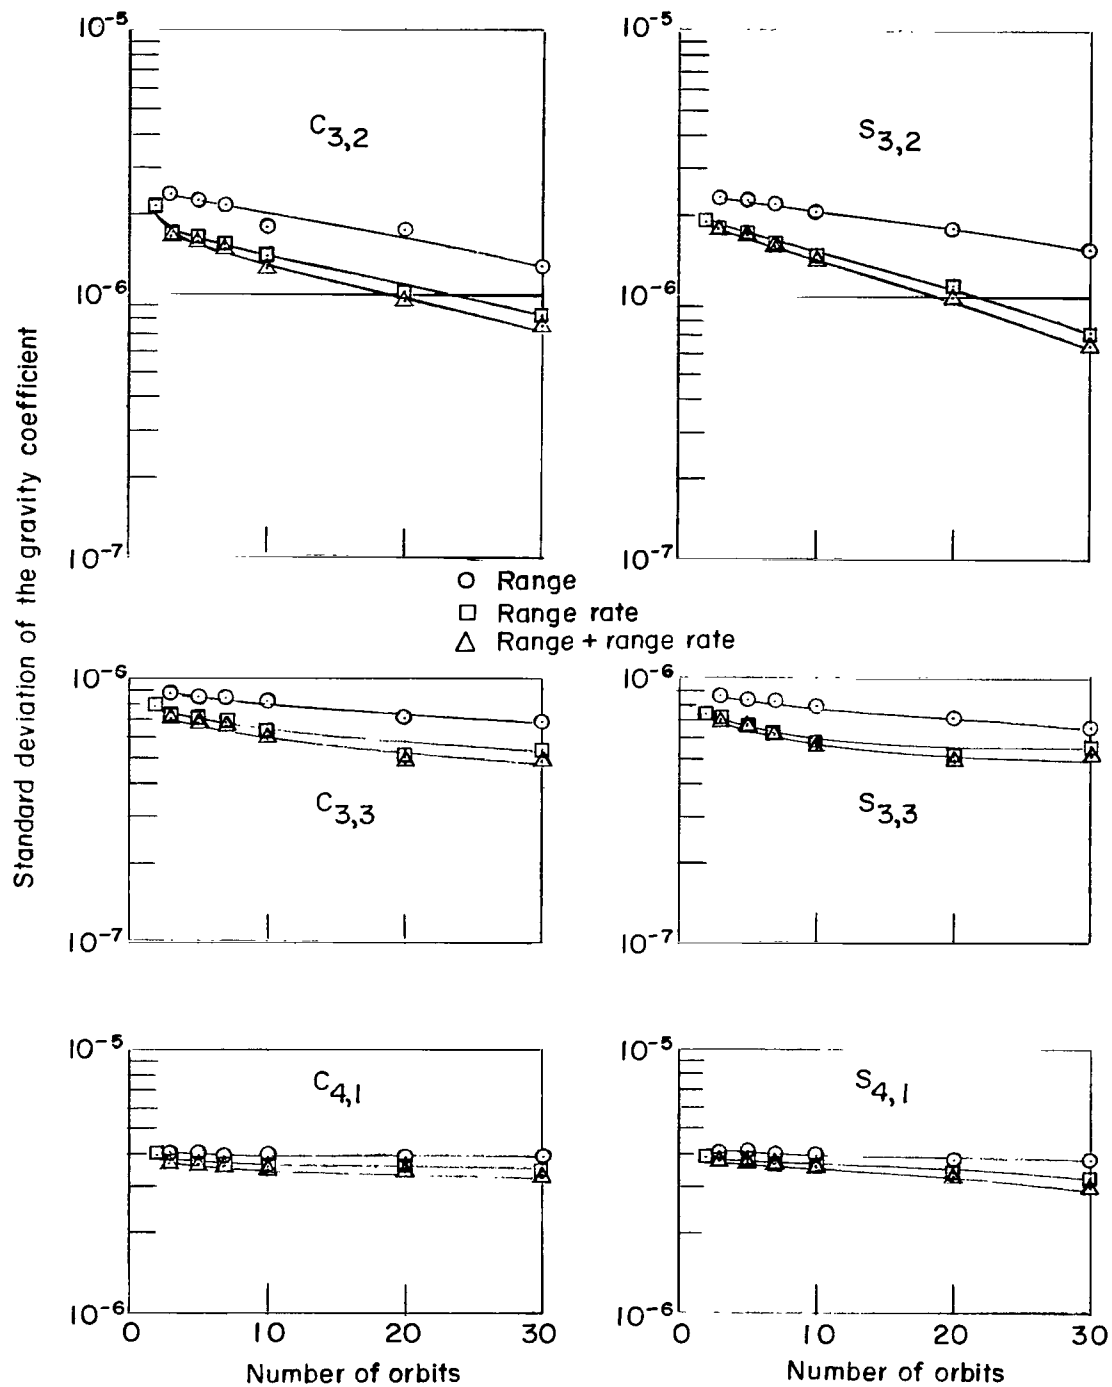 10-5
C3,2
10-6
10-7
10-5
S3,2
10-6
10-7
Standard deviation of the gravity coefficient
Range
Range rate
Range + range rate
10-6
C3,3
10-7
10-6
S3,3
10-7
10-5
C4,1
10-6
0 10 20 30
Number of orbits
10-5
S4,1
10-6
0 10 20 30
Number of orbits